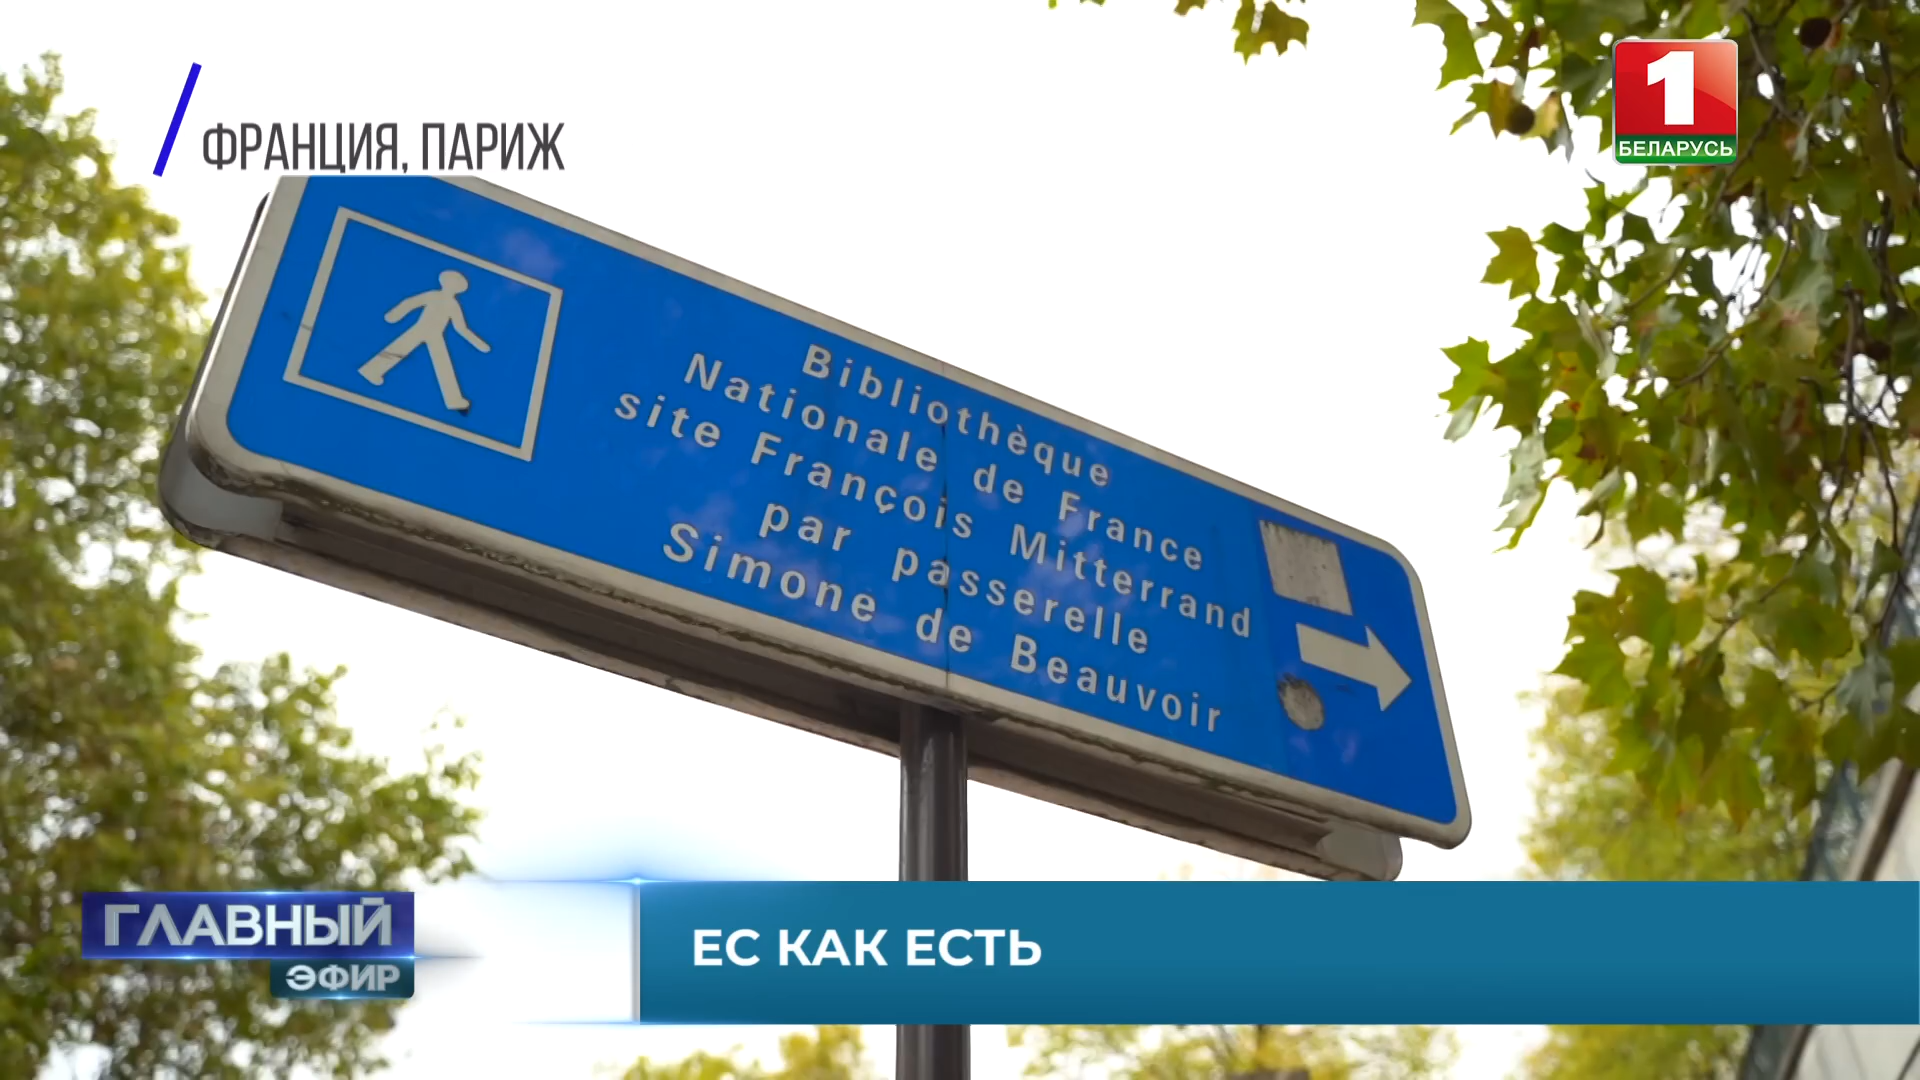 ФРАНЦИЯ, ПАРИЖ
1
БЕЛАРУСЬ
Bibliothèque
Nationale de France
site François Mitterrand
par passerelle
Simone de Beauvoir
ГЛАВНЫЙ
ЭФИР
ЕС КАК ЕСТЬ